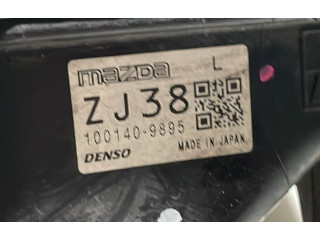 mazda L
ZJ38
100140-9895
DENSO MADE IN JAPAN